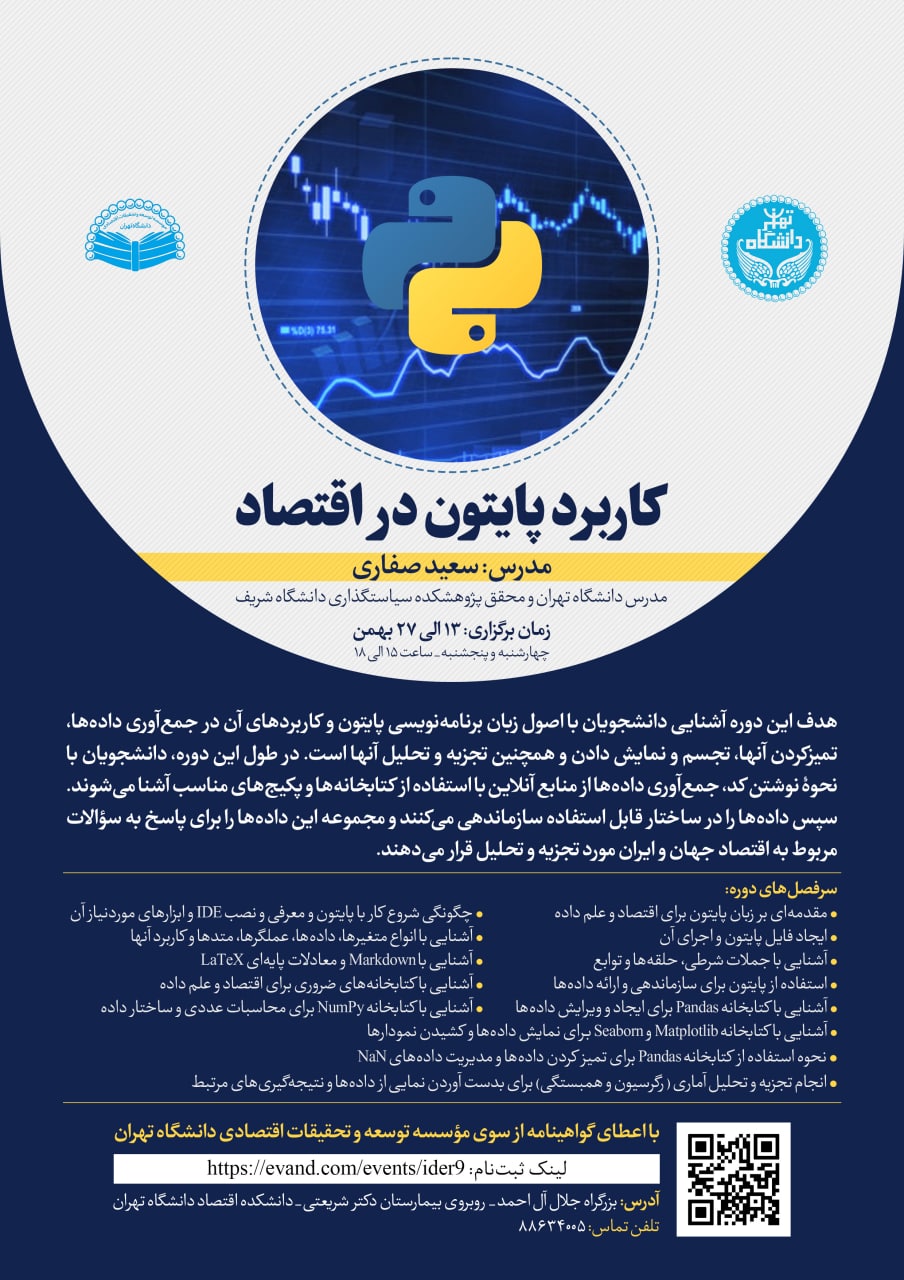 تهران
دانشگاه
مؤسسه توسعه و تحقیقات اقتصادی
دانشگاه تهران
%D(3) 75.31
کاربرد پایتون در اقتصاد
مدرس: سعید صفاری
مدرس دانشگاه تهران و محقق پژوهشکده سیاستگذاری دانشگاه شریف
زمان برگزاری: ۱۳ الی ۲۷ بهمن
چهارشنبه و پنجشنبه - ساعت ۱۵ الی ۱۸
هدف این دوره آشنایی دانشجویان با اصول زبان برنامه‌نویسی پایتون و کاربردهای آن در جمع‌آوری داده‌ها،
تمیزکردن آنها، تجسم و نمایش دادن و همچنین تجزیه و تحلیل آنها است. در طول این دوره، دانشجویان با
نحوهٔ نوشتن کد، جمع‌آوری داده‌ها از منابع آنلاین با استفاده از کتابخانه‌ها و پکیج‌های مناسب آشنا می‌شوند.
سپس داده‌ها را در ساختار قابل استفاده سازماندهی می‌کنند و مجموعه این داده‌ها را برای پاسخ به سؤالات
مربوط به اقتصاد جهان و ایران مورد تجزیه و تحلیل قرار می‌دهند.
سرفصل‌های دوره:
• مقدمه‌ای بر زبان پایتون برای اقتصاد و علم داده
• چگونگی شروع کار با پایتون و معرفی و نصب IDE و ابزارهای موردنیاز آن
• ایجاد فایل پایتون و اجرای آن
• آشنایی با انواع متغیرها، داده‌ها، عملگرها، متدها و کاربرد آنها
• آشنایی با جملات شرطی، حلقه‌ها و توابع
• آشنایی با Markdown و معادلات پایه‌ای LaTeX
• استفاده از پایتون برای سازماندهی و ارائه داده‌ها
• آشنایی با کتابخانه‌های ضروری برای اقتصاد و علم داده
• آشنایی با کتابخانه Pandas برای ایجاد و ویرایش داده‌ها
• آشنایی با کتابخانه NumPy برای محاسبات عددی و ساختار داده
• آشنایی با کتابخانه Matplotlib و Seaborn برای نمایش داده‌ها و کشیدن نمودارها
• نحوه استفاده از کتابخانه Pandas برای تمیز کردن داده‌ها و مدیریت داده‌های NaN
• انجام تجزیه و تحلیل آماری (رگرسیون و همبستگی) برای بدست آوردن نمایی از داده‌ها و نتیجه‌گیری‌های مرتبط
با اعطای گواهینامه از سوی مؤسسه توسعه و تحقیقات اقتصادی دانشگاه تهران
لینک ثبت‌نام: https://evand.com/events/ider9
آدرس: بزرگراه جلال آل احمد - روبروی بیمارستان دکتر شریعتی - دانشکده اقتصاد دانشگاه تهران
تلفن تماس: ۸۸۶۳۴۰۰۵